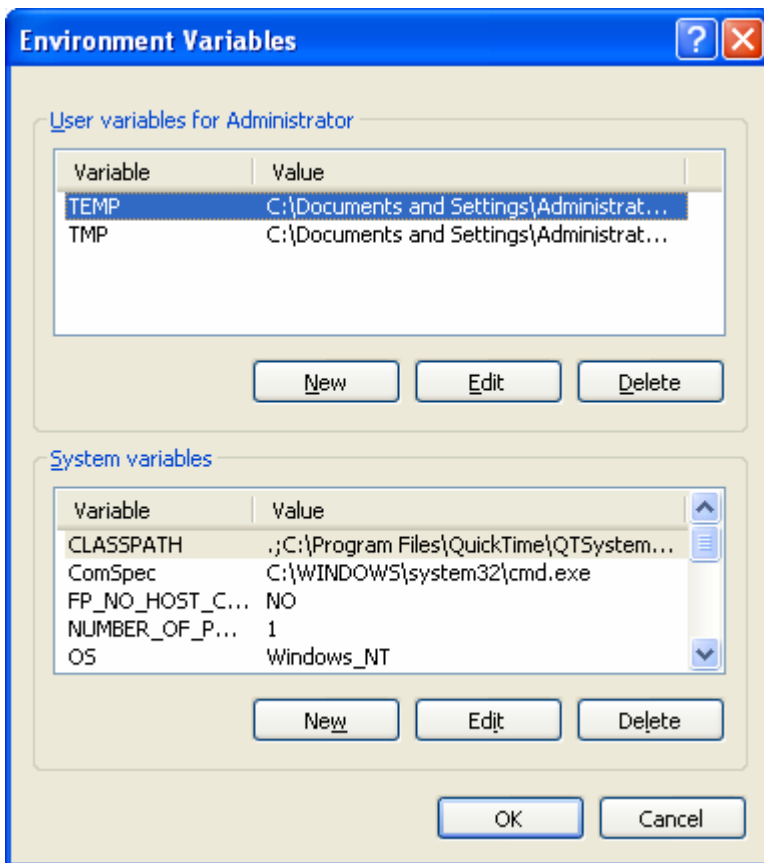 Environment Variables
User variables for Administrator
Variable Value
TEMP C:\Documents and Settings\Administrat...
TMP C:\Documents and Settings\Administrat...
New Edit Delete
System variables
Variable Value
CLASSPATH .;C:\Program Files\QuickTime\QTSystem...
ComSpec C:\WINDOWS\system32\cmd.exe
FP_NO_HOST_C... NO
NUMBER_OF_P... 1
OS Windows_NT
New Edit Delete
OK Cancel